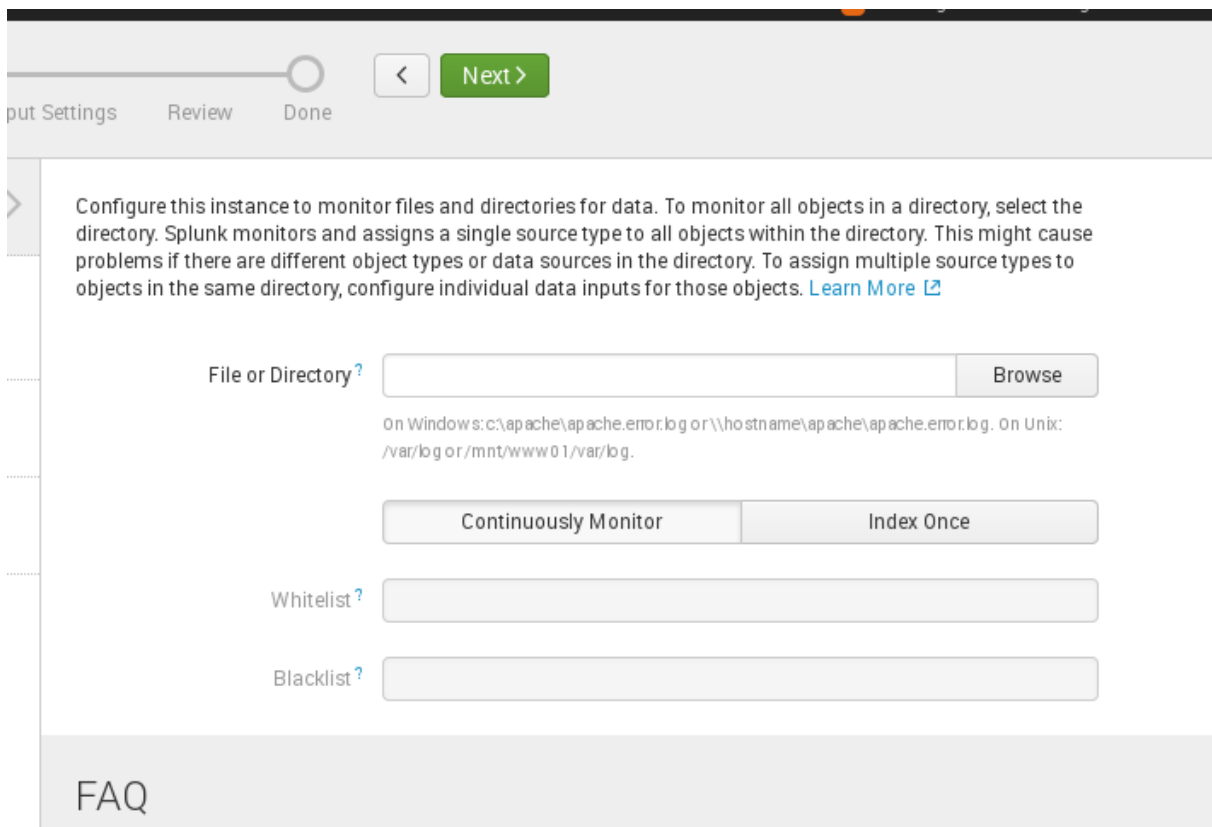 Next >
put Settings Review Done
Configure this instance to monitor files and directories for data. To monitor all objects in a directory, select the
directory. Splunk monitors and assigns a single source type to all objects within the directory. This might cause
problems if there are different object types or data sources in the directory. To assign multiple source types to
objects in the same directory, configure individual data inputs for those objects. Learn More
File or Directory ? Browse
On Windows: c:\apache\apache.error.log or \\hostname\apache\apache.error.log. On Unix:
/var/log or /mnt/www01/var/log.
Continuously Monitor Index Once
Whitelist ?
Blacklist ?
FAQ